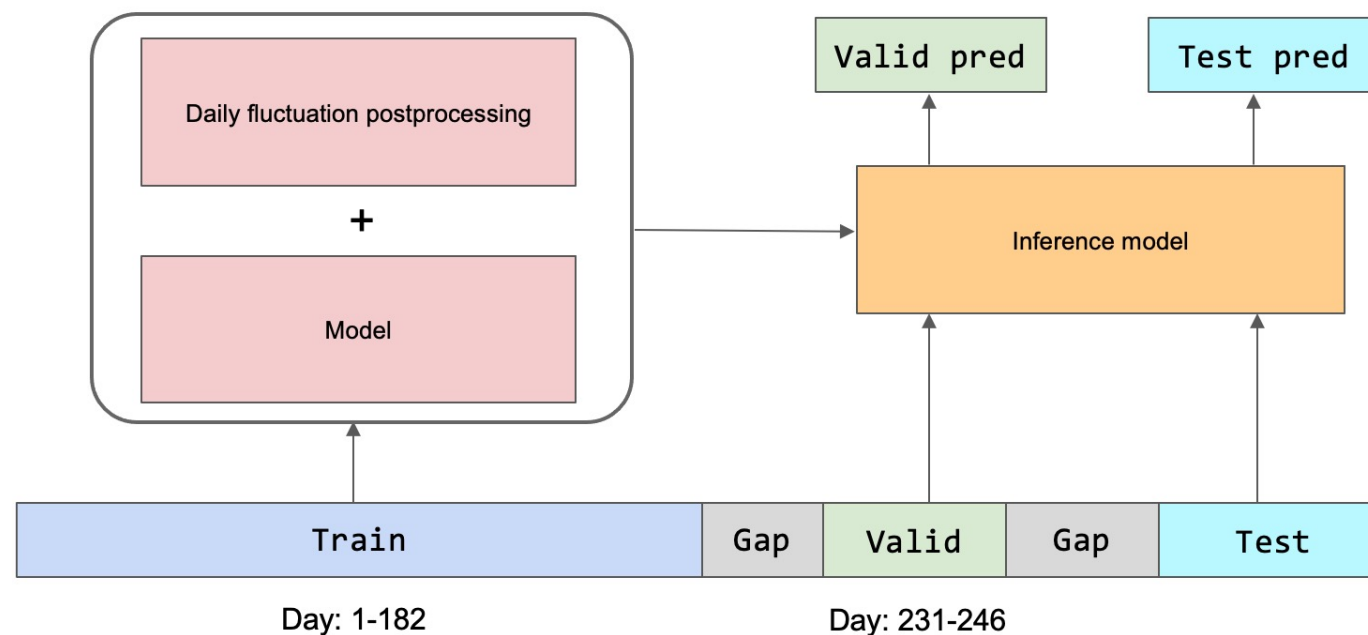 Daily fluctuation postprocessing
+
Model
Valid pred
Test pred
Inference model
Train
Gap
Valid
Gap
Test
Day: 1-182
Day: 231-246